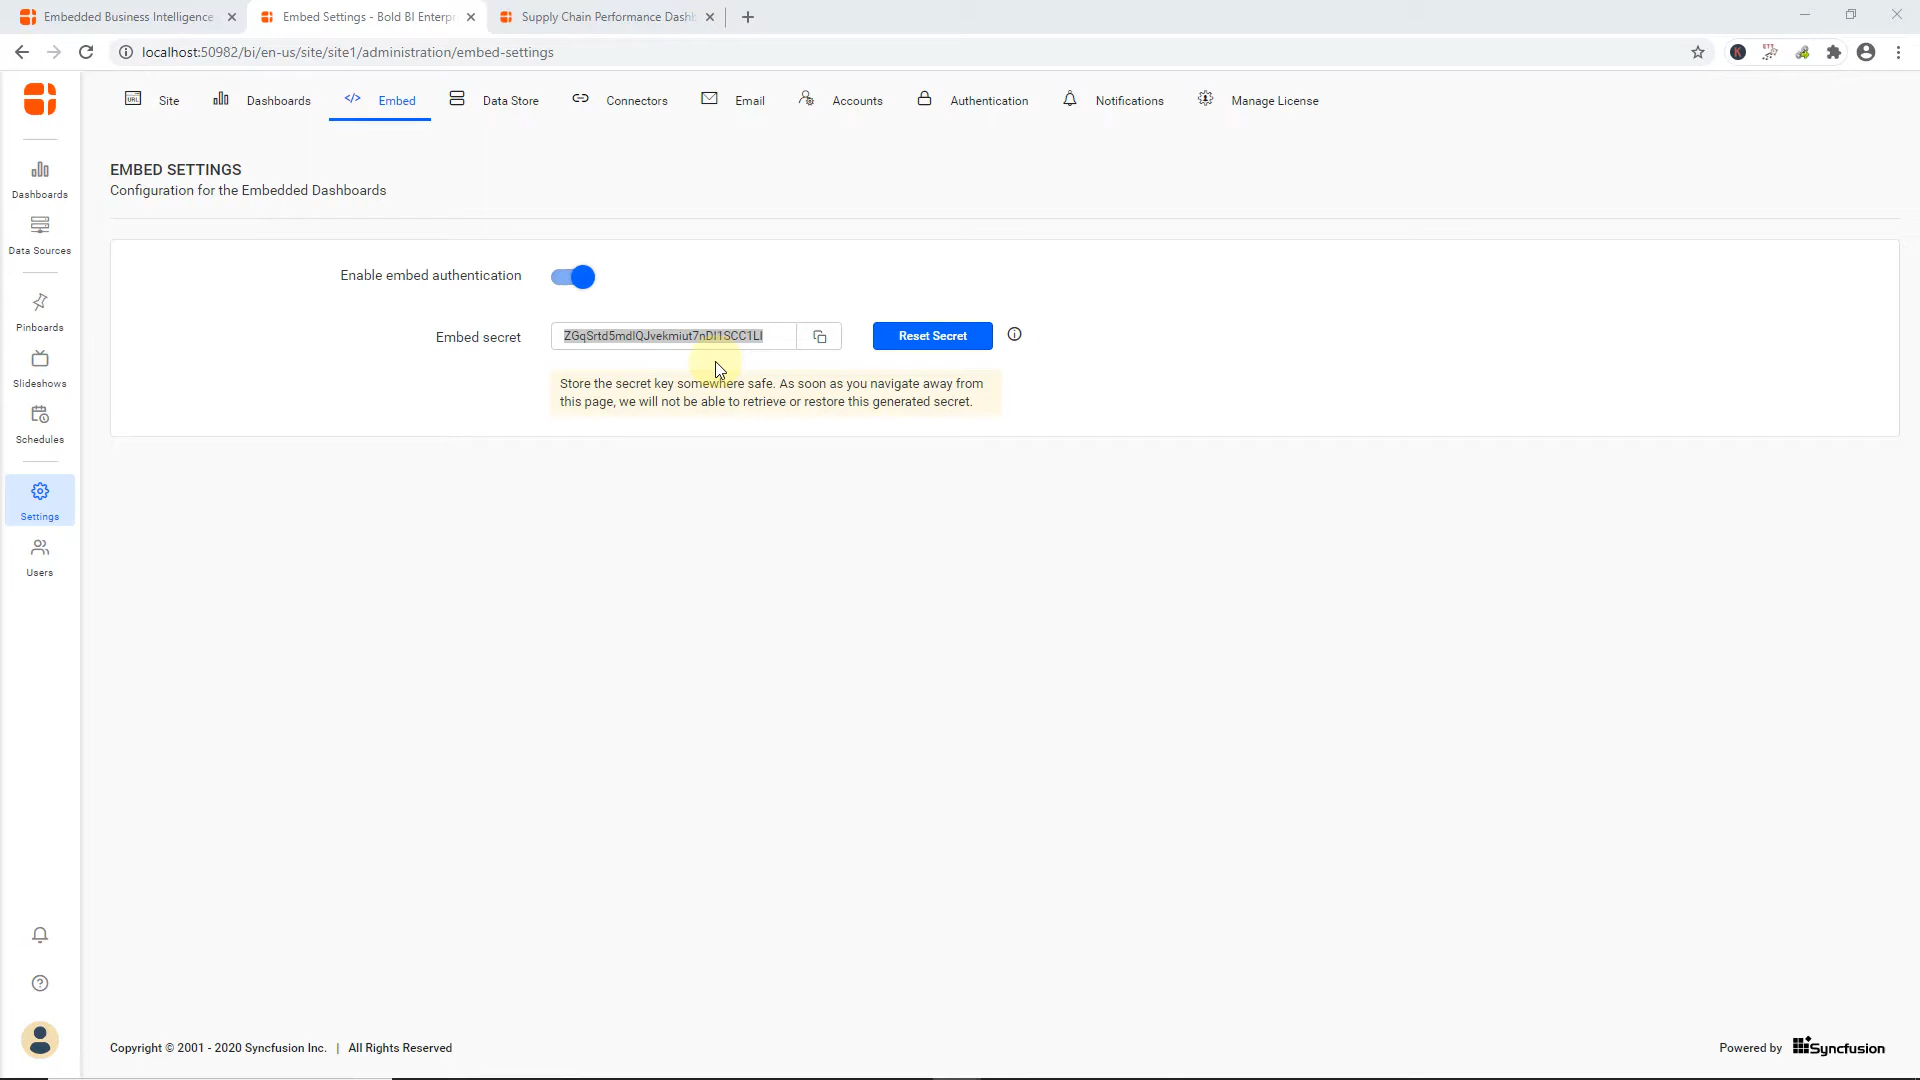 Embedded Business Intelligence
Embed Settings - Bold BI Enterpr
Supply Chain Performance Dashb
localhost:50982/bi/en-us/site/site1/administration/embed-settings
Site
Dashboards
Embed
Data Store
Connectors
Email
Accounts
Authentication
Notifications
Manage License
Dashboards
Data Sources
Pinboards
Slideshows
Schedules
Settings
Users
EMBED SETTINGS
Configuration for the Embedded Dashboards
Enable embed authentication
Embed secret
Reset Secret
Store the secret key somewhere safe. As soon as you navigate away from
this page, we will not be able to retrieve or restore this generated secret.
Copyright © 2001 - 2020 Syncfusion Inc. | All Rights Reserved
Powered by Syncfusion